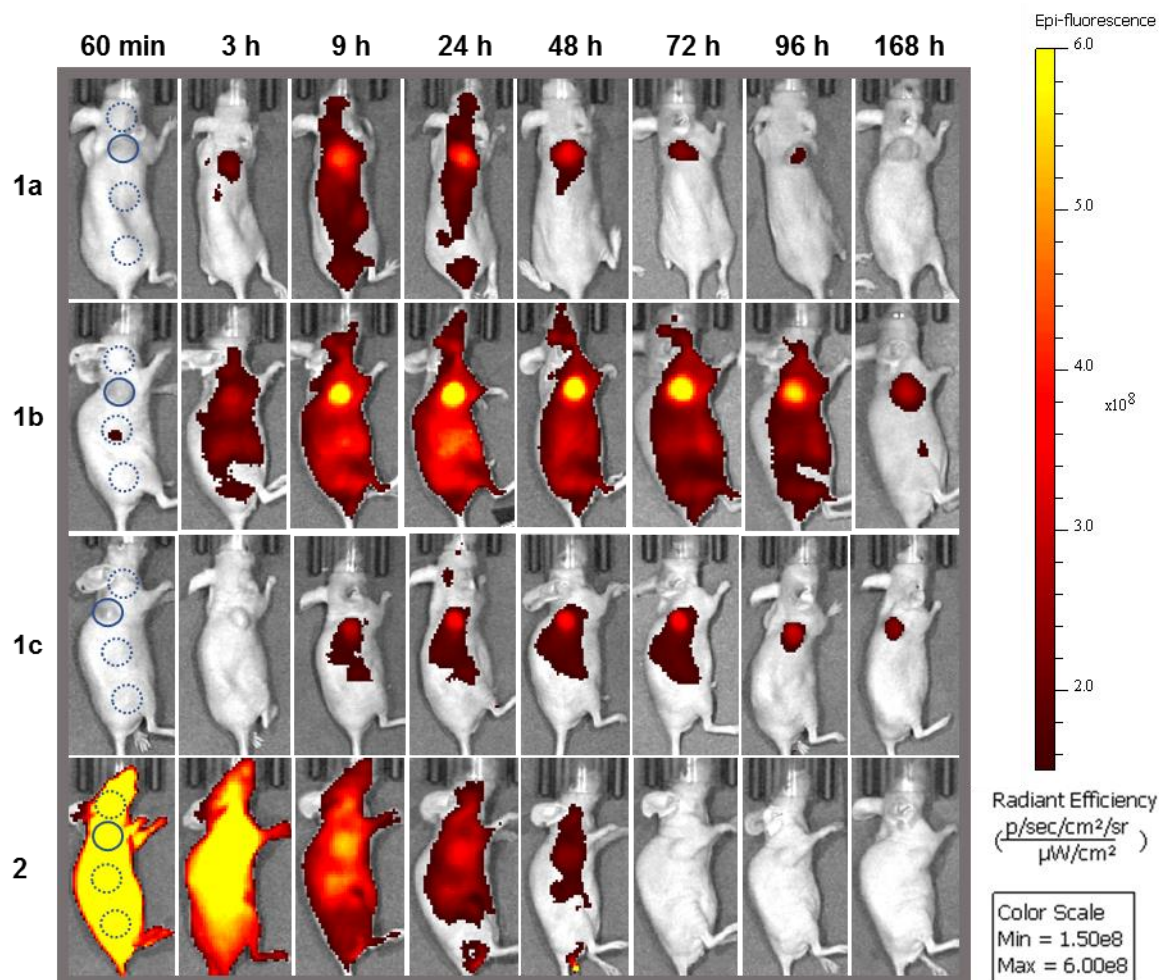 Epi-fluorescence
60 min 3 h 9 h 24 h 48 h 72 h 96 h 168 h
6.0
1a
5.0
4.0
x10⁸
1b
3.0
1c
2.0
2
Radiant Efficiency
(p/sec/cm²/sr
µW/cm² )
Color Scale
Min = 1.50e8
Max = 6.00e8